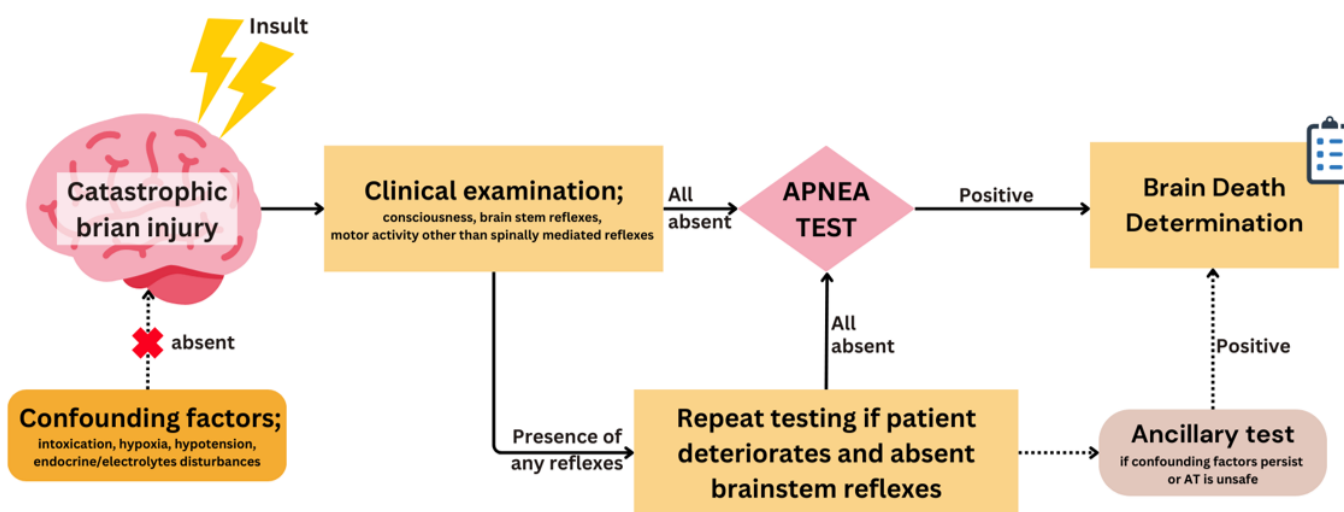 Insult
Catastrophic
brian injury
absent
Confounding factors;
intoxication, hypoxia, hypotension,
endocrine/electrolytes disturbances
Clinical examination;
consciousness, brain stem reflexes,
motor activity other than spinally mediated reflexes
All
absent
APNEA
TEST
Positive
Brain Death
Determination
Presence of
any reflexes
Repeat testing if patient
deteriorates and absent
brainstem reflexes
All
absent
Ancillary test
if confounding factors persist
or AT is unsafe
Positive